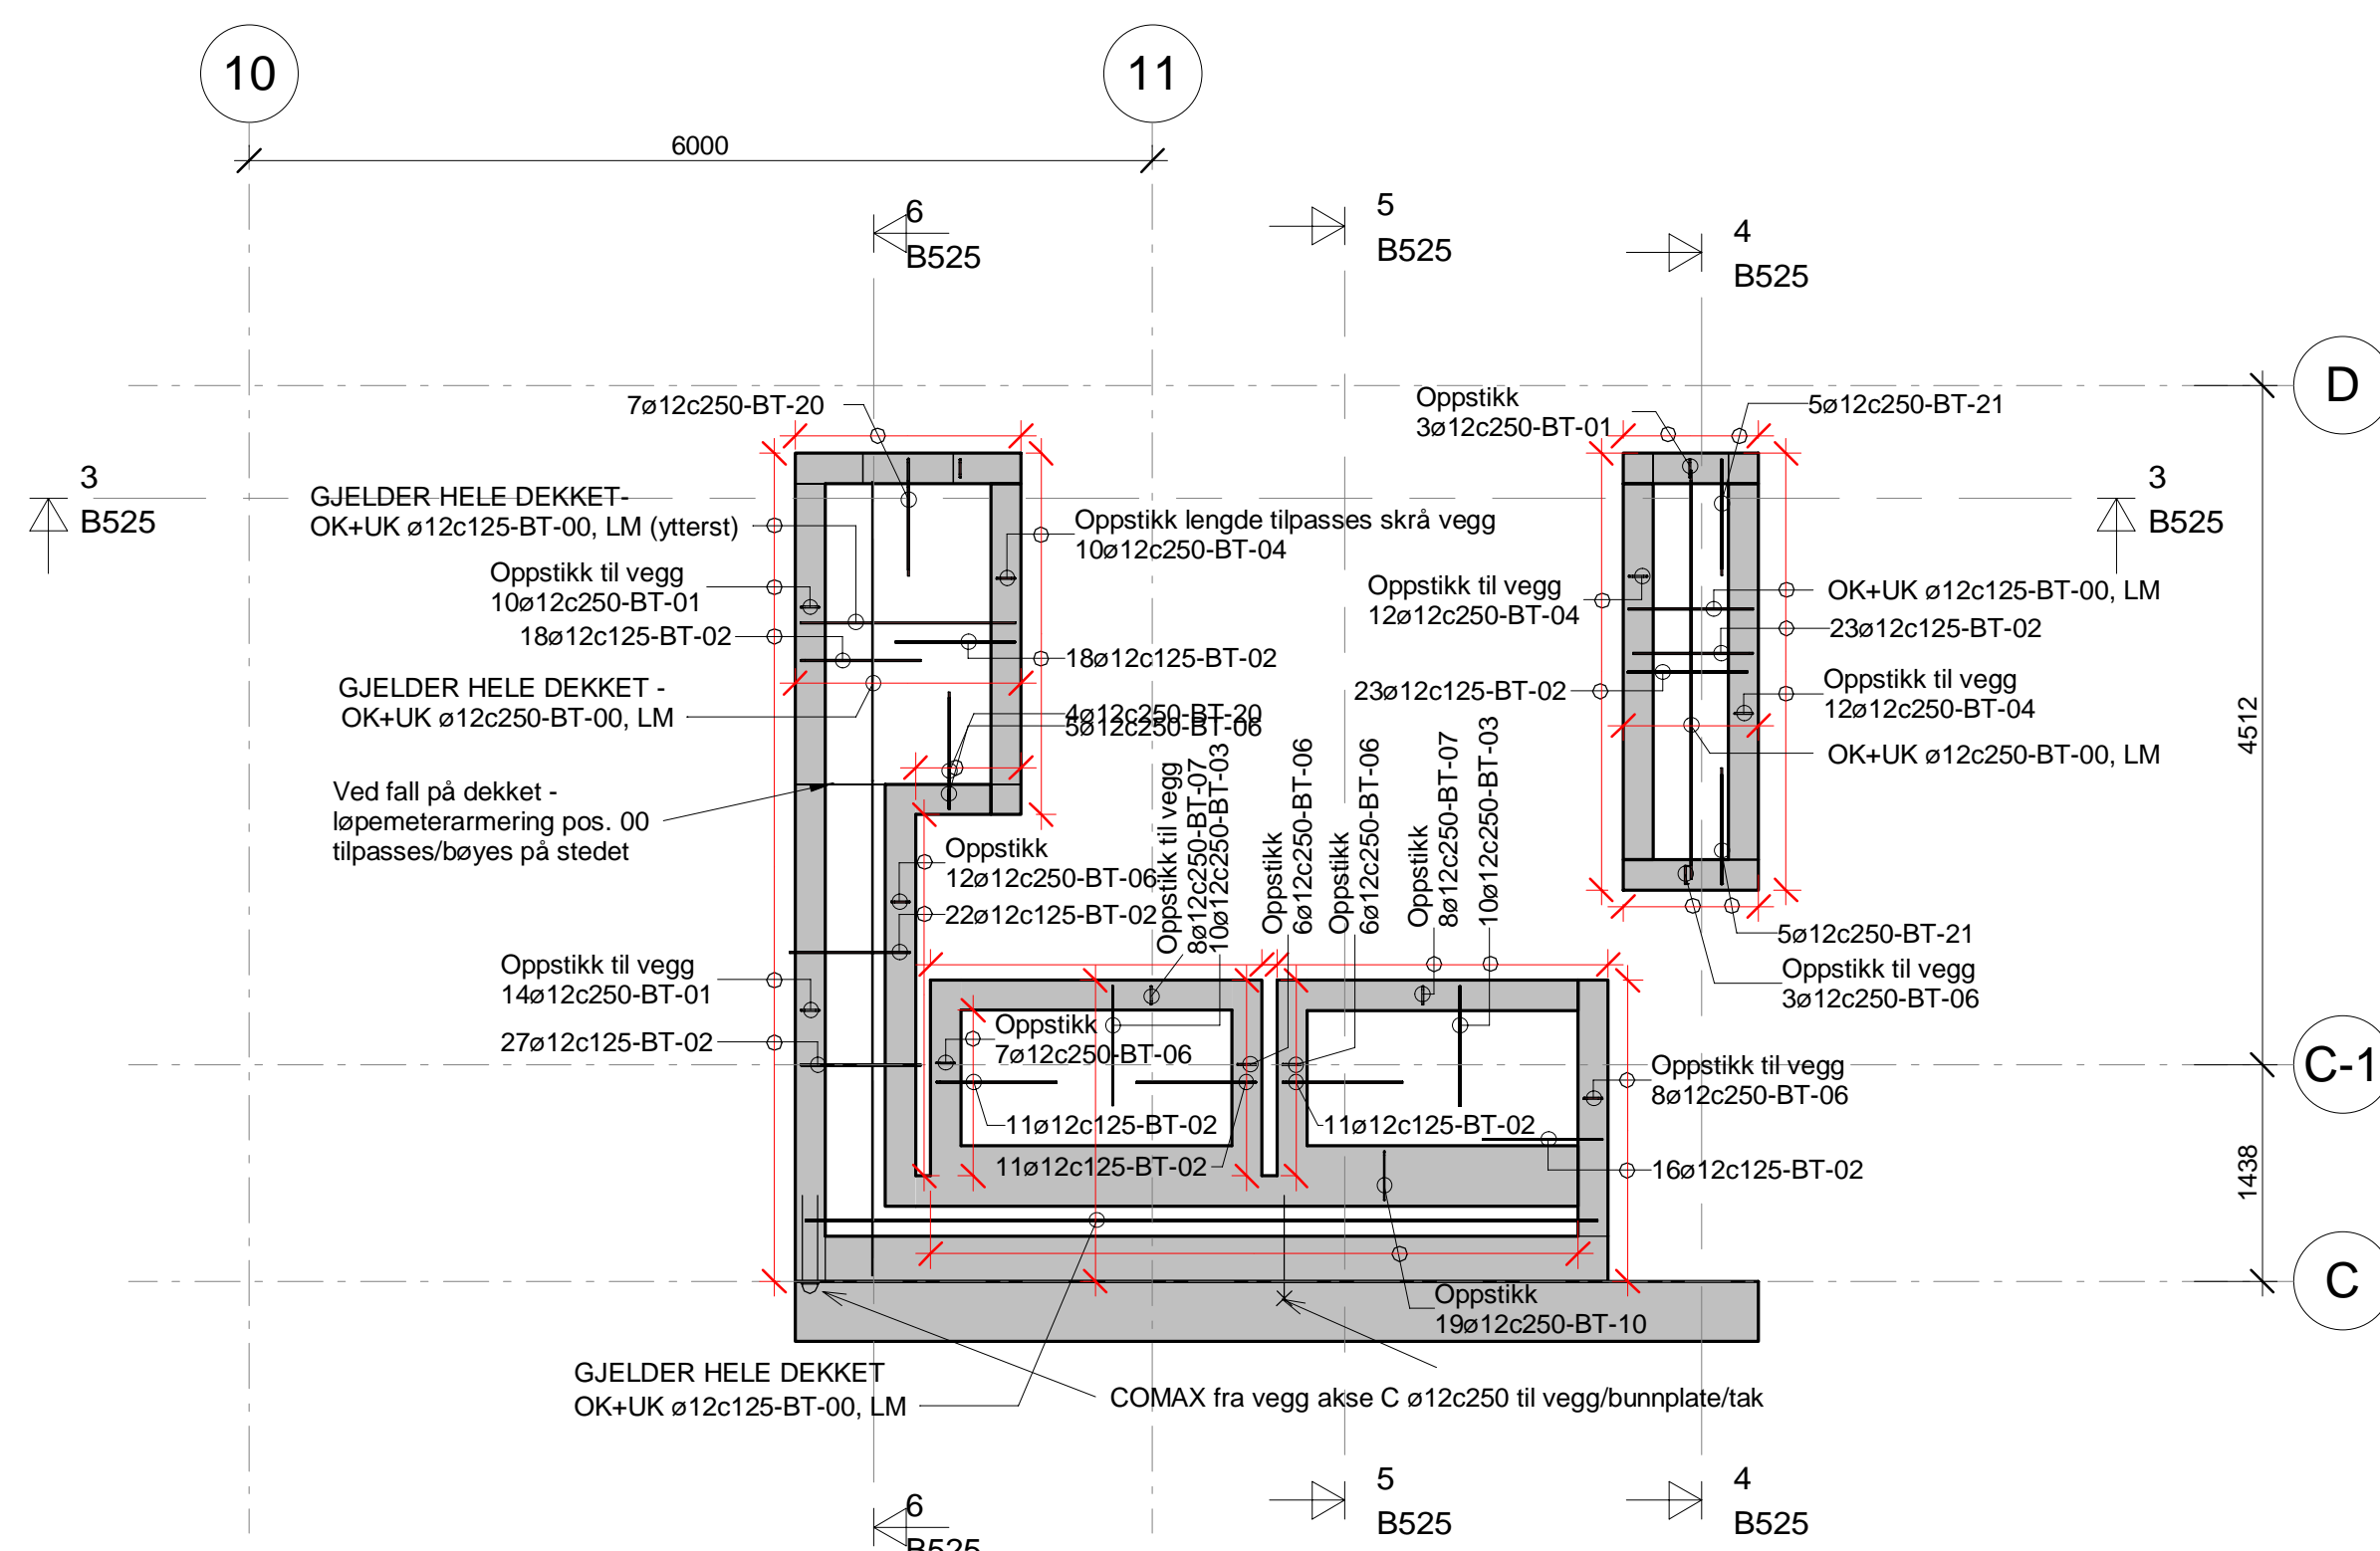 10
11
6000
6
B525
5
B525
4
B525
D
7ø12c250-BT-20
Oppstikk
3ø12c250-BT-01
5ø12c250-BT-21
3
B525
3
B525
GJELDER HELE DEKKET-
OK+UK ø12c125-BT-00, LM (ytterst)
Oppstikk lengde tilpasses skrå vegg
10ø12c250-BT-04
Oppstikk til vegg
10ø12c250-BT-01
18ø12c125-BT-02
18ø12c125-BT-02
Oppstikk til vegg
12ø12c250-BT-04
OK+UK ø12c125-BT-00, LM
23ø12c125-BT-02
23ø12c125-BT-02
Oppstikk til vegg
12ø12c250-BT-04
OK+UK ø12c250-BT-00, LM
GJELDER HELE DEKKET -
OK+UK ø12c250-BT-00, LM
4ø12c250-BT-20
5ø12c250-BT-06
4512
Ved fall på dekket -
løpemeterarmering pos. 00
tilpasses/bøyes på stedet
Oppstikk
12ø12c250-BT-06
22ø12c125-BT-02
Oppstikk til vegg
8ø12c250-BT-07
10ø12c250-BT-03
Oppstikk
6ø12c250-BT-06
Oppstikk
6ø12c250-BT-06
Oppstikk
8ø12c250-BT-07
10ø12c250-BT-03
5ø12c250-BT-21
Oppstikk til vegg
3ø12c250-BT-06
Oppstikk til vegg
14ø12c250-BT-01
27ø12c125-BT-02
Oppstikk
7ø12c250-BT-06
11ø12c125-BT-02
11ø12c125-BT-02
11ø12c125-BT-02
Oppstikk til vegg
8ø12c250-BT-06
16ø12c125-BT-02
C-1
1438
C
Oppstikk
19ø12c250-BT-10
GJELDER HELE DEKKET
OK+UK ø12c125-BT-00, LM
COMAX fra vegg akse C ø12c250 til vegg/bunnplate/tak
6
B525
5
B525
4
B525